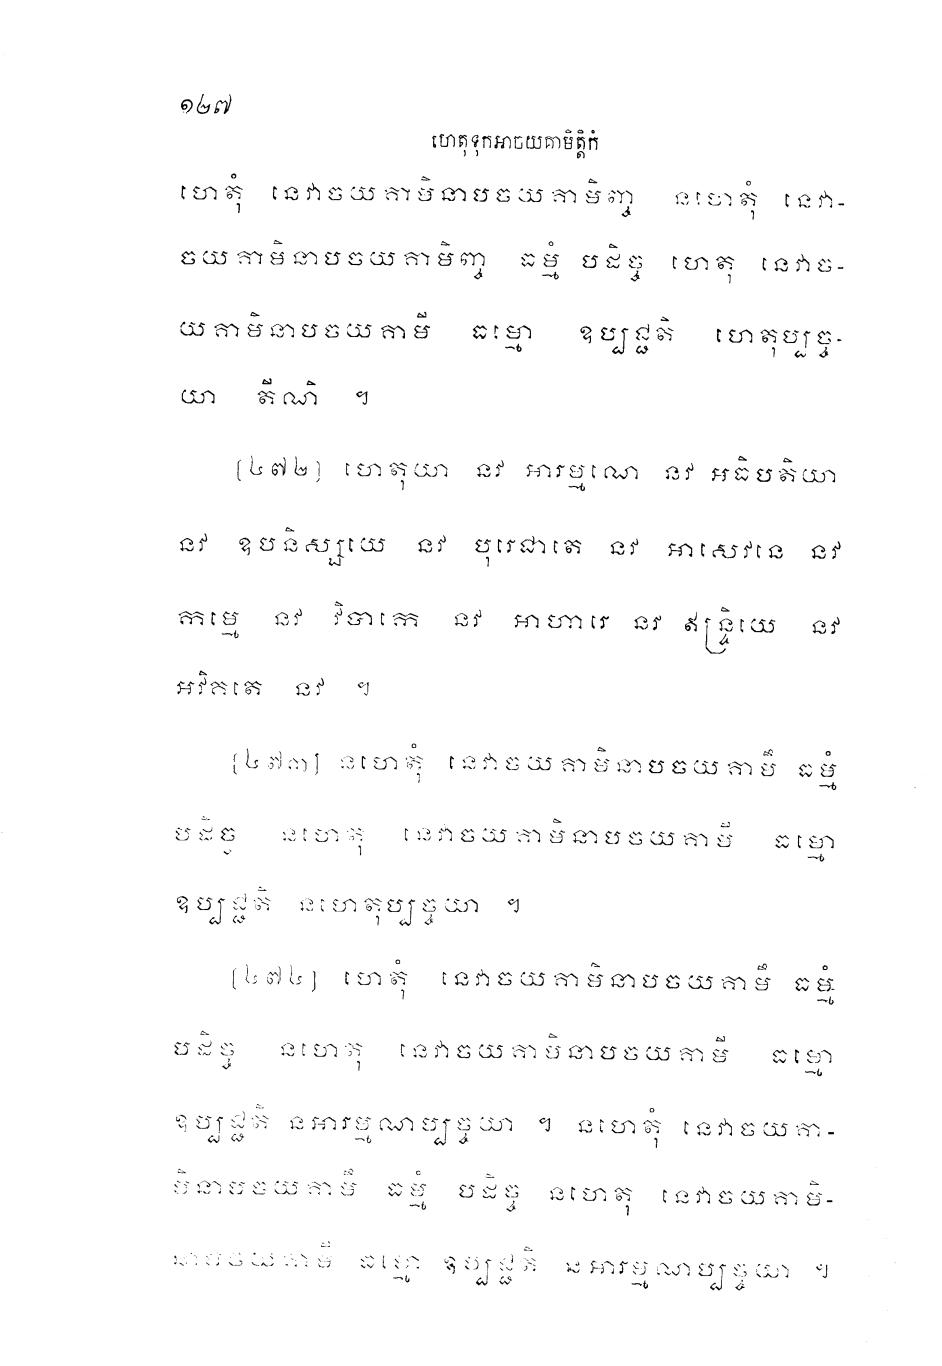 ១២៧
ហេតុទុកអាចយគាមិត្តិកំ
ហេតុំ នេវាចយគាមិនាបចយគាមិញ្ច នហេតុំ នេវា-
ចយគាមិនាបចយគាមិញ្ច ធម្មំ បដិច្ច ហេតុ នេវាច-
យគាមិនាបចយគាមី ធម្មោ ឧប្បជ្ជតិ ហេតុប្បច្ច-
យា តីណិ ។
[៤៧២] ហេតុយា នវ អារម្មណេ នវ អធិបតិយា
នវ ឧបនិស្សយេ នវ បុរេជាតេ នវ អាសេវនេ នវ
កម្មេ នវ វិបាកេ នវ អាហារេ នវ ឥន្ទ្រិយេ នវ
អវិគតេ នវ ។
[៤៧៣] នហេតុំ នេវាចយគាមិនាបចយគាមឹ ធម្មំ
បដិច្ច នហេតុ នេវាចយគាមិនាបចយគាមី ធម្មោ
ឧប្បជ្ជតិ នហេតុប្បច្ចយា ។
[៤៧៤] ហេតុំ នេវាចយគាមិនាបចយគាមឹ ធម្មំ
បដិច្ច នហេតុ នេវាចយគាមិនាបចយគាមី ធម្មោ
ឧប្បជ្ជតិ នអារម្មណាប្បច្ចយា ។ នហេតុំ នេវាចយគា-
មិនាបចយគាមឹ ធម្មំ បដិច្ច នហេតុ នេវាចយគាមិ-
នាបចយគាមី ធម្មោ ឧប្បជ្ជតិ នអារម្មណាប្បច្ចយា ។